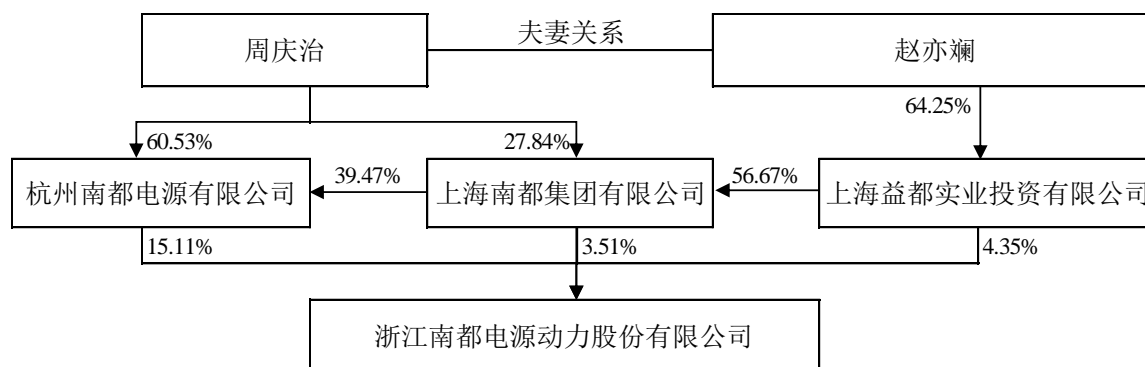 周庆治
夫妻关系
赵亦斓
64.25%
60.53%
27.84%
杭州南都电源有限公司
39.47%
上海南都集团有限公司
56.67%
上海益都实业投资有限公司
15.11%
3.51%
4.35%
浙江南都电源动力股份有限公司